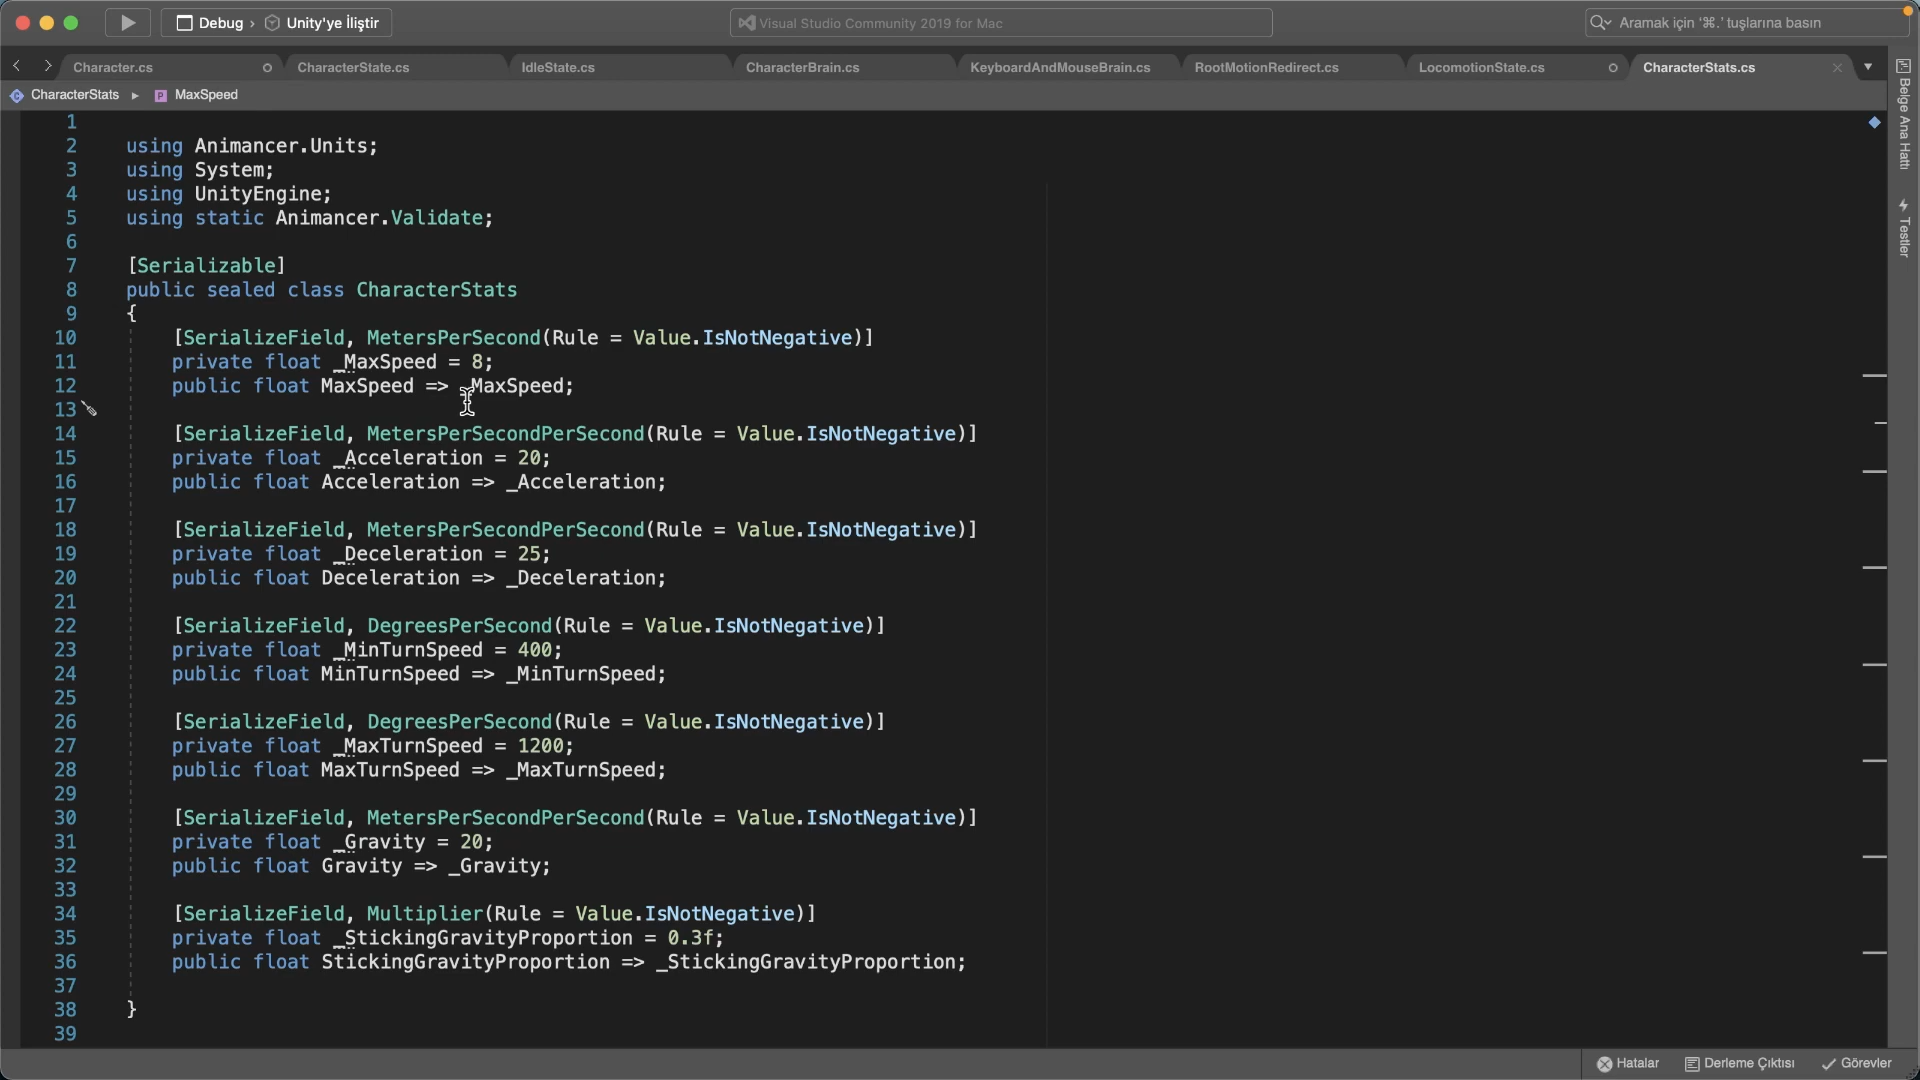 Debug › Unity'ye İliştir
Visual Studio Community 2019 for Mac
Aramak için '⌘.' tuşlarına basın
Character.cs
CharacterState.cs
IdleState.cs
CharacterBrain.cs
KeyboardAndMouseBrain.cs
RootMotionRedirect.cs
LocomotionState.cs
CharacterStats.cs
CharacterStats ▸ P MaxSpeed
1
2 using Animancer.Units;
3 using System;
4 using UnityEngine;
5 using static Animancer.Validate;
6
7 [Serializable]
8 public sealed class CharacterStats
9 {
10 [SerializeField, MetersPerSecond(Rule = Value.IsNotNegative)]
11 private float _MaxSpeed = 8;
12 public float MaxSpeed => _MaxSpeed;
13
14 [SerializeField, MetersPerSecondPerSecond(Rule = Value.IsNotNegative)]
15 private float _Acceleration = 20;
16 public float Acceleration => _Acceleration;
17
18 [SerializeField, MetersPerSecondPerSecond(Rule = Value.IsNotNegative)]
19 private float _Deceleration = 25;
20 public float Deceleration => _Deceleration;
21
22 [SerializeField, DegreesPerSecond(Rule = Value.IsNotNegative)]
23 private float _MinTurnSpeed = 400;
24 public float MinTurnSpeed => _MinTurnSpeed;
25
26 [SerializeField, DegreesPerSecond(Rule = Value.IsNotNegative)]
27 private float _MaxTurnSpeed = 1200;
28 public float MaxTurnSpeed => _MaxTurnSpeed;
29
30 [SerializeField, MetersPerSecondPerSecond(Rule = Value.IsNotNegative)]
31 private float _Gravity = 20;
32 public float Gravity => _Gravity;
33
34 [SerializeField, Multiplier(Rule = Value.IsNotNegative)]
35 private float _StickingGravityProportion = 0.3f;
36 public float StickingGravityProportion => _StickingGravityProportion;
37
38 }
39
Belge Ana Hattı
Testler
Hatalar
Derleme Çıktısı
Görevler